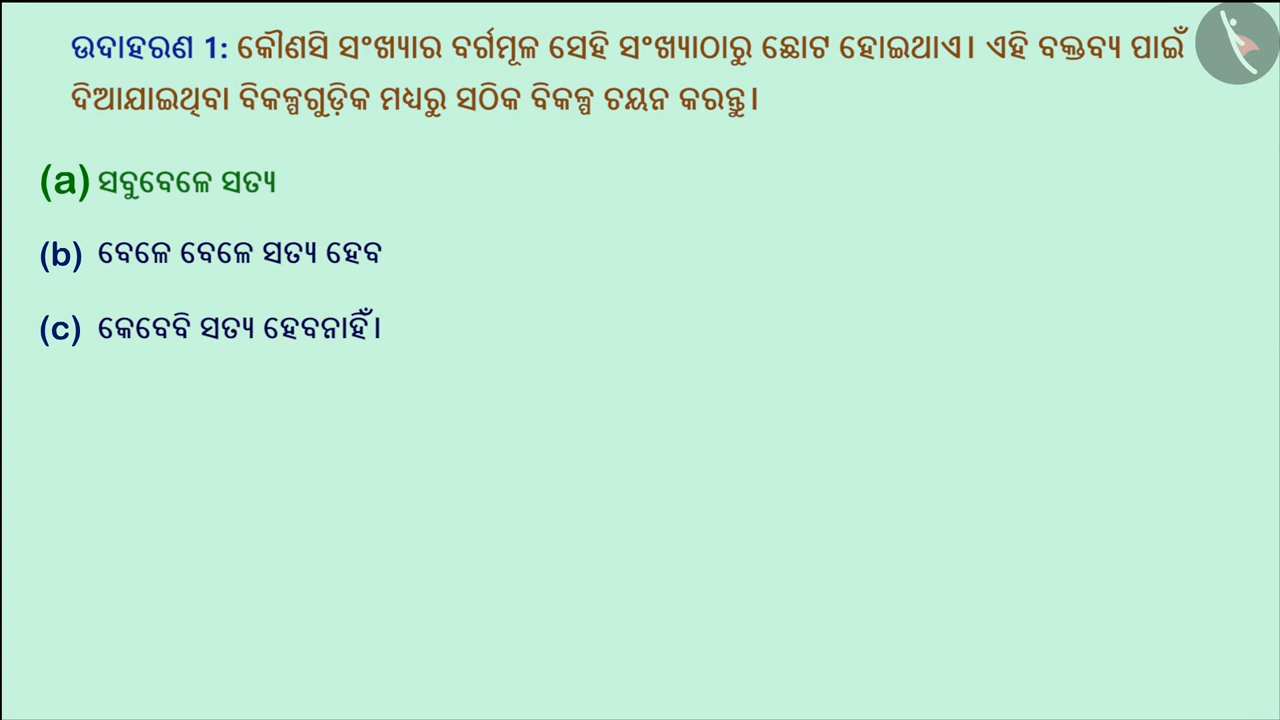 ଉଦାହରଣ 1: କୌଣସି ସଂଖ୍ୟାର ବର୍ଗମୂଳ ସେହି ସଂଖ୍ୟାଠାରୁ ଛୋଟ ହୋଇଥାଏ। ଏହି ବକ୍ତବ୍ୟ ପାଇଁ
ଦିଆଯାଇଥିବା ବିକଳ୍ପଗୁଡ଼ିକ ମଧ୍ୟରୁ ସଠିକ ବିକଳ୍ପ ଚୟନ କରନ୍ତୁ।
(a) ସବୁବେଳେ ସତ୍ୟ
(b) ବେଳେ ବେଳେ ସତ୍ୟ ହେବ
(c) କେବେବି ସତ୍ୟ ହେବନାହିଁ।